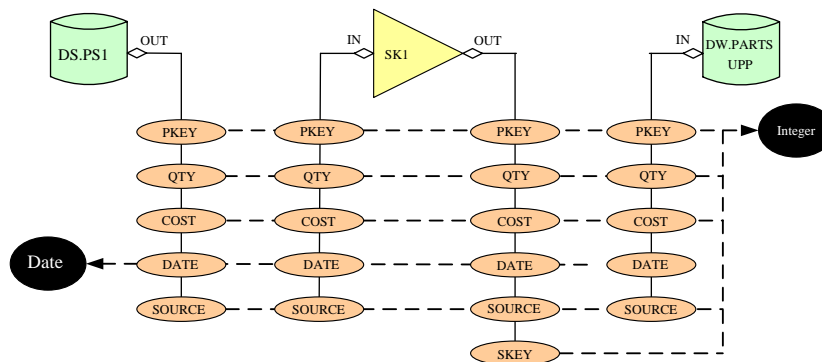 OUT
IN
OUT
IN
DS.PS1
SK1
DW.PARTS
UPP
PKEY PKEY PKEY PKEY Integer
QTY QTY QTY QTY
COST COST COST COST
Date DATE DATE DATE DATE
SOURCE SOURCE SOURCE SOURCE
SKEY